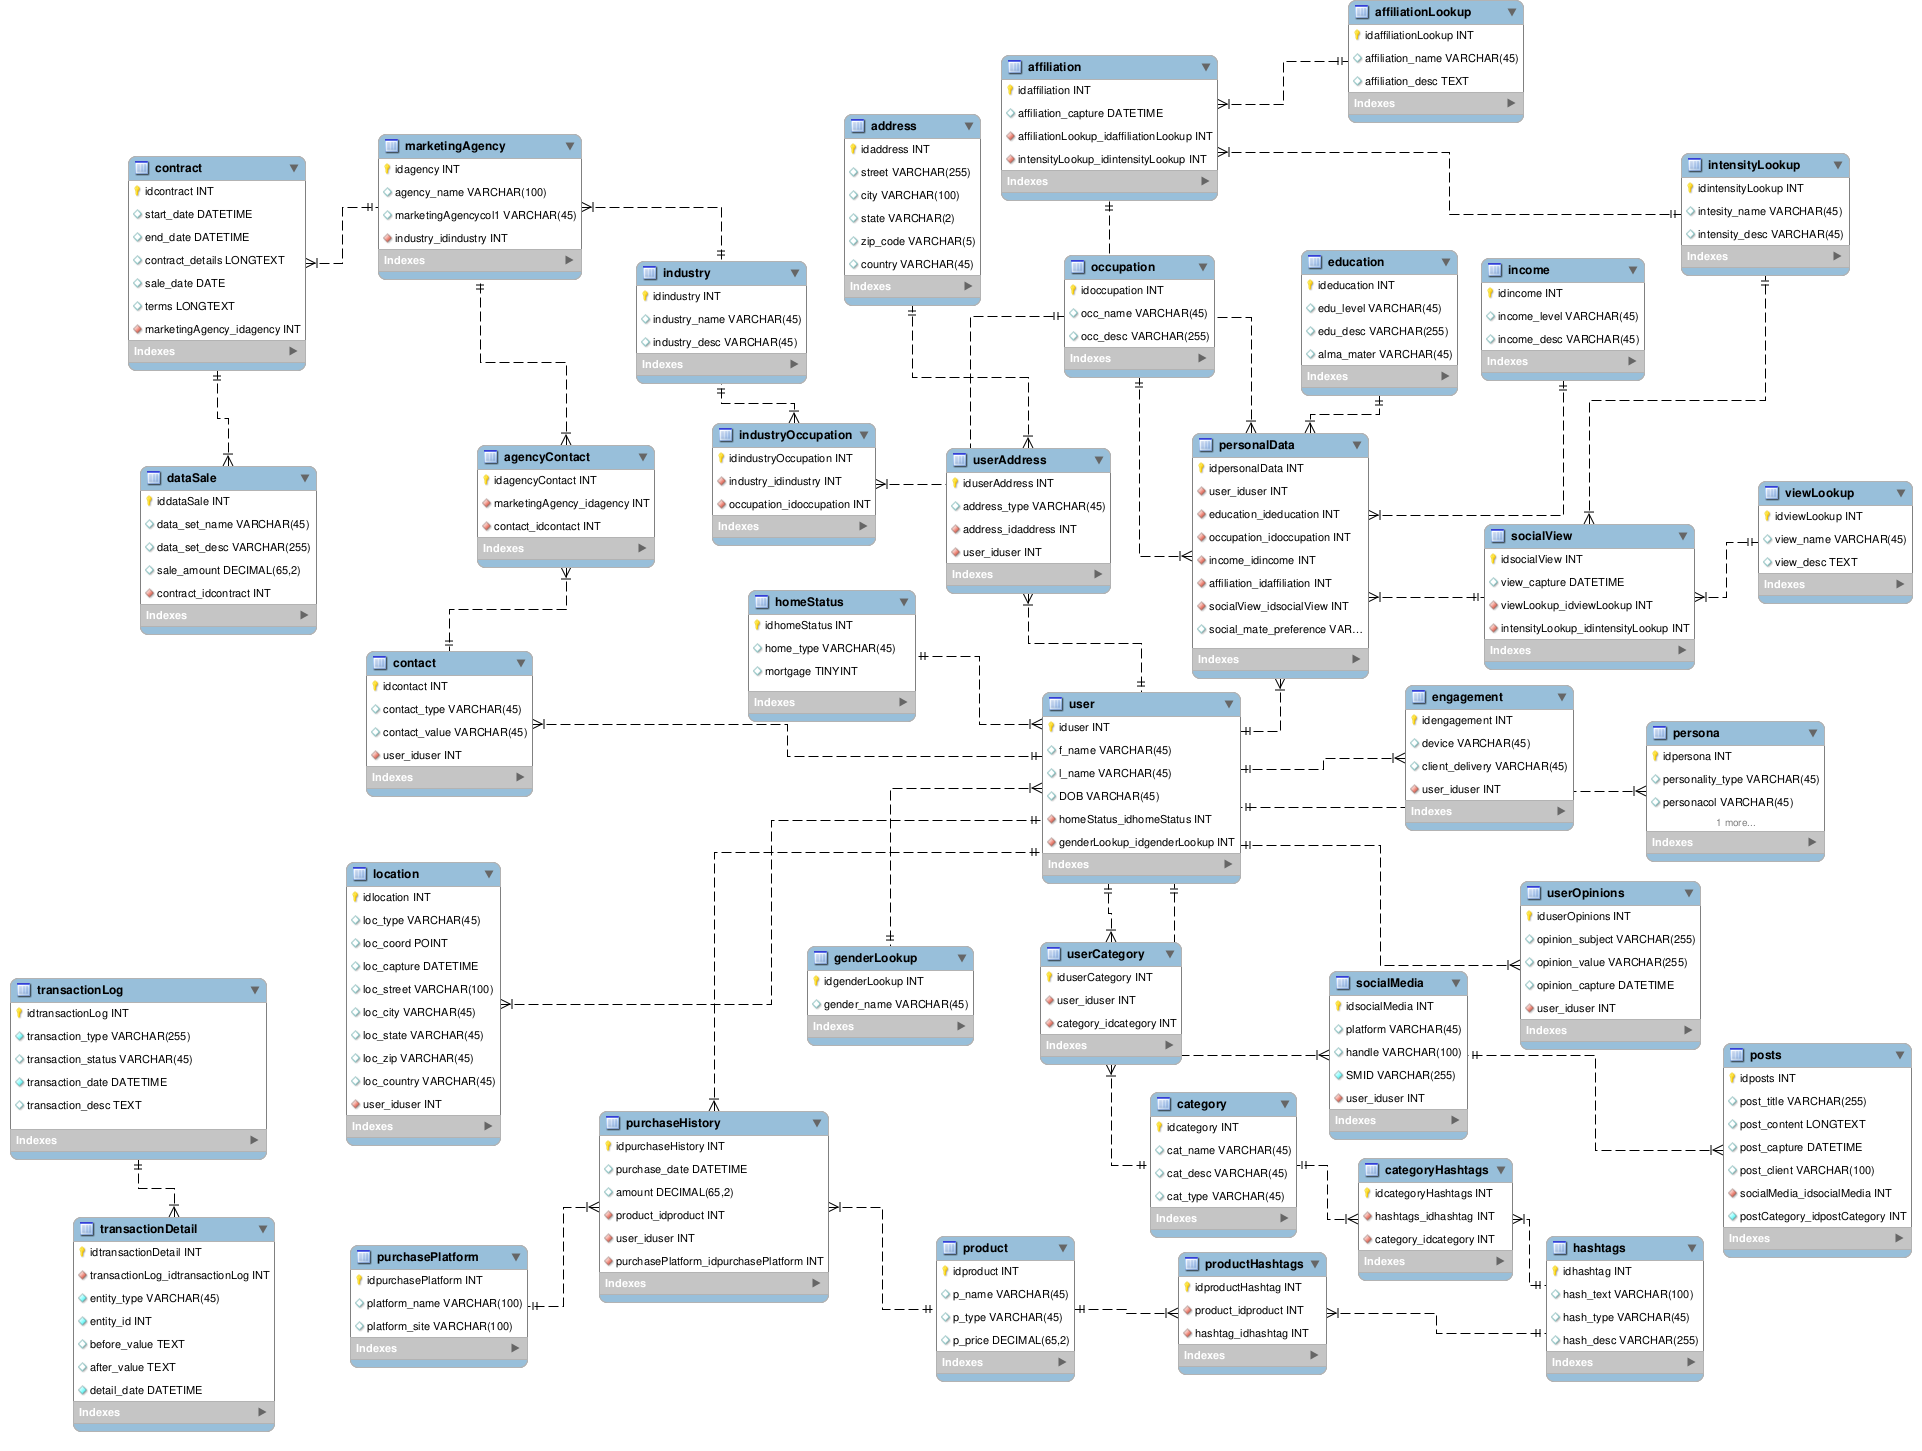 affiliationLookup
idaffiliationLookup INT
affiliation_name VARCHAR(45)
affiliation_desc TEXT
Indexes
affiliation
idaffiliation INT
affiliation_capture DATETIME
affiliationLookup_idaffiliationLookup INT
intensityLookup_idintensityLookup INT
Indexes
address
idaddress INT
street VARCHAR(255)
city VARCHAR(100)
state VARCHAR(2)
zip_code VARCHAR(5)
country VARCHAR(45)
Indexes
marketingAgency
idagency INT
agency_name VARCHAR(100)
marketingAgencycol1 VARCHAR(45)
industry_idindustry INT
Indexes
contract
idcontract INT
start_date DATETIME
end_date DATETIME
contract_details LONGTEXT
sale_date DATE
terms LONGTEXT
marketingAgency_idagency INT
Indexes
intensityLookup
idintensityLookup INT
intesity_name VARCHAR(45)
intensity_desc VARCHAR(45)
Indexes
industry
idindustry INT
industry_name VARCHAR(45)
industry_desc VARCHAR(45)
Indexes
occupation
idoccupation INT
occ_name VARCHAR(45)
occ_desc VARCHAR(255)
Indexes
education
ideducation INT
edu_level VARCHAR(45)
edu_desc VARCHAR(255)
alma_mater VARCHAR(45)
Indexes
income
idincome INT
income_level VARCHAR(45)
income_desc VARCHAR(45)
Indexes
dataSale
iddataSale INT
data_set_name VARCHAR(45)
data_set_desc VARCHAR(255)
sale_amount DECIMAL(65,2)
contract_idcontract INT
Indexes
agencyContact
idagencyContact INT
marketingAgency_idagency INT
contact_idcontact INT
Indexes
industryOccupation
idindustryOccupation INT
industry_idindustry INT
occupation_idoccupation INT
Indexes
userAddress
iduserAddress INT
address_type VARCHAR(45)
address_idaddress INT
user_iduser INT
Indexes
personalData
idpersonalData INT
user_iduser INT
education_ideducation INT
occupation_idoccupation INT
income_idincome INT
affiliation_idaffiliation INT
socialView_idsocialView INT
social_mate_preference VAR...
Indexes
socialView
idsocialView INT
view_capture DATETIME
viewLookup_idviewLookup INT
intensityLookup_idintensityLookup INT
Indexes
viewLookup
idviewLookup INT
view_name VARCHAR(45)
view_desc TEXT
Indexes
homeStatus
idhomeStatus INT
home_type VARCHAR(45)
mortgage TINYINT
Indexes
contact
idcontact INT
contact_type VARCHAR(45)
contact_value VARCHAR(45)
user_iduser INT
Indexes
user
iduser INT
f_name VARCHAR(45)
l_name VARCHAR(45)
DOB VARCHAR(45)
homeStatus_idhomeStatus INT
genderLookup_idgenderLookup INT
Indexes
engagement
idengagement INT
device VARCHAR(45)
client_delivery VARCHAR(45)
user_iduser INT
Indexes
persona
idpersona INT
personality_type VARCHAR(45)
personacol VARCHAR(45)
1 more...
Indexes
location
idlocation INT
loc_type VARCHAR(45)
loc_coord POINT
loc_capture DATETIME
loc_street VARCHAR(100)
loc_city VARCHAR(45)
loc_state VARCHAR(45)
loc_zip VARCHAR(45)
loc_country VARCHAR(45)
user_iduser INT
Indexes
genderLookup
idgenderLookup INT
gender_name VARCHAR(45)
Indexes
userCategory
iduserCategory INT
user_iduser INT
category_idcategory INT
Indexes
userOpinions
iduserOpinions INT
opinion_subject VARCHAR(255)
opinion_value VARCHAR(255)
opinion_capture DATETIME
user_iduser INT
Indexes
socialMedia
idsocialMedia INT
platform VARCHAR(45)
handle VARCHAR(100)
SMID VARCHAR(255)
user_iduser INT
Indexes
posts
idposts INT
post_title VARCHAR(255)
post_content LONGTEXT
post_capture DATETIME
post_client VARCHAR(100)
socialMedia_idsocialMedia INT
postCategory_idpostCategory INT
Indexes
transactionLog
idtransactionLog INT
transaction_type VARCHAR(255)
transaction_status VARCHAR(45)
transaction_date DATETIME
transaction_desc TEXT
Indexes
purchaseHistory
idpurchaseHistory INT
purchase_date DATETIME
amount DECIMAL(65,2)
product_idproduct INT
user_iduser INT
purchasePlatform_idpurchasePlatform INT
Indexes
category
idcategory INT
cat_name VARCHAR(45)
cat_desc VARCHAR(45)
cat_type VARCHAR(45)
Indexes
categoryHashtags
idcategoryHashtags INT
hashtags_idhashtag INT
category_idcategory INT
Indexes
transactionDetail
idtransactionDetail INT
transactionLog_idtransactionLog INT
entity_type VARCHAR(45)
entity_id INT
before_value TEXT
after_value TEXT
detail_date DATETIME
Indexes
purchasePlatform
idpurchasePlatform INT
platform_name VARCHAR(100)
platform_site VARCHAR(100)
Indexes
product
idproduct INT
p_name VARCHAR(45)
p_type VARCHAR(45)
p_price DECIMAL(65,2)
Indexes
productHashtags
idproductHashtag INT
product_idproduct INT
hashtag_idhashtag INT
Indexes
hashtags
idhashtag INT
hash_text VARCHAR(100)
hash_type VARCHAR(45)
hash_desc VARCHAR(255)
Indexes